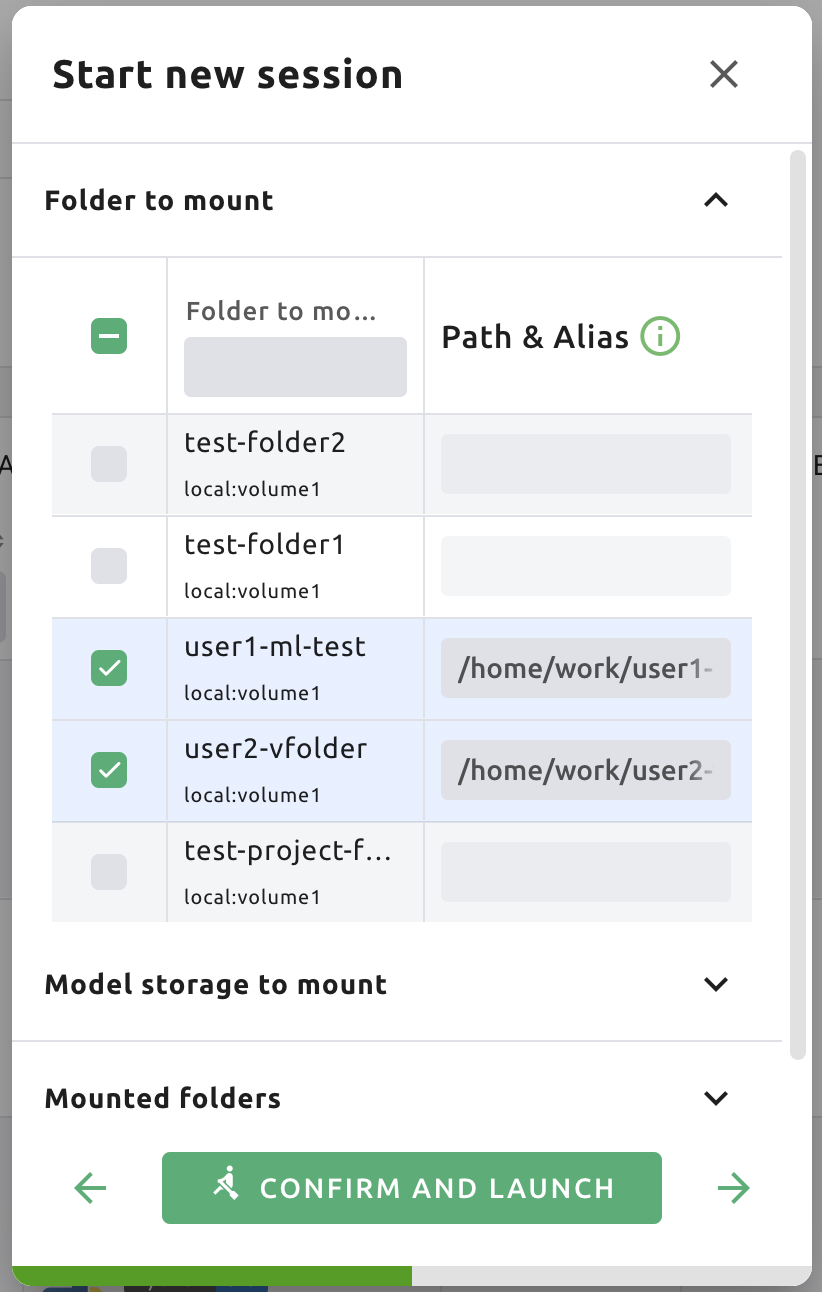 Start new session
Folder to mount
Folder to mo...
Path & Alias
test-folder2
local:volume1
test-folder1
local:volume1
user1-ml-test
local:volume1
/home/work/user1-
user2-vfolder
local:volume1
/home/work/user2-
test-project-f...
local:volume1
Model storage to mount
Mounted folders
CONFIRM AND LAUNCH